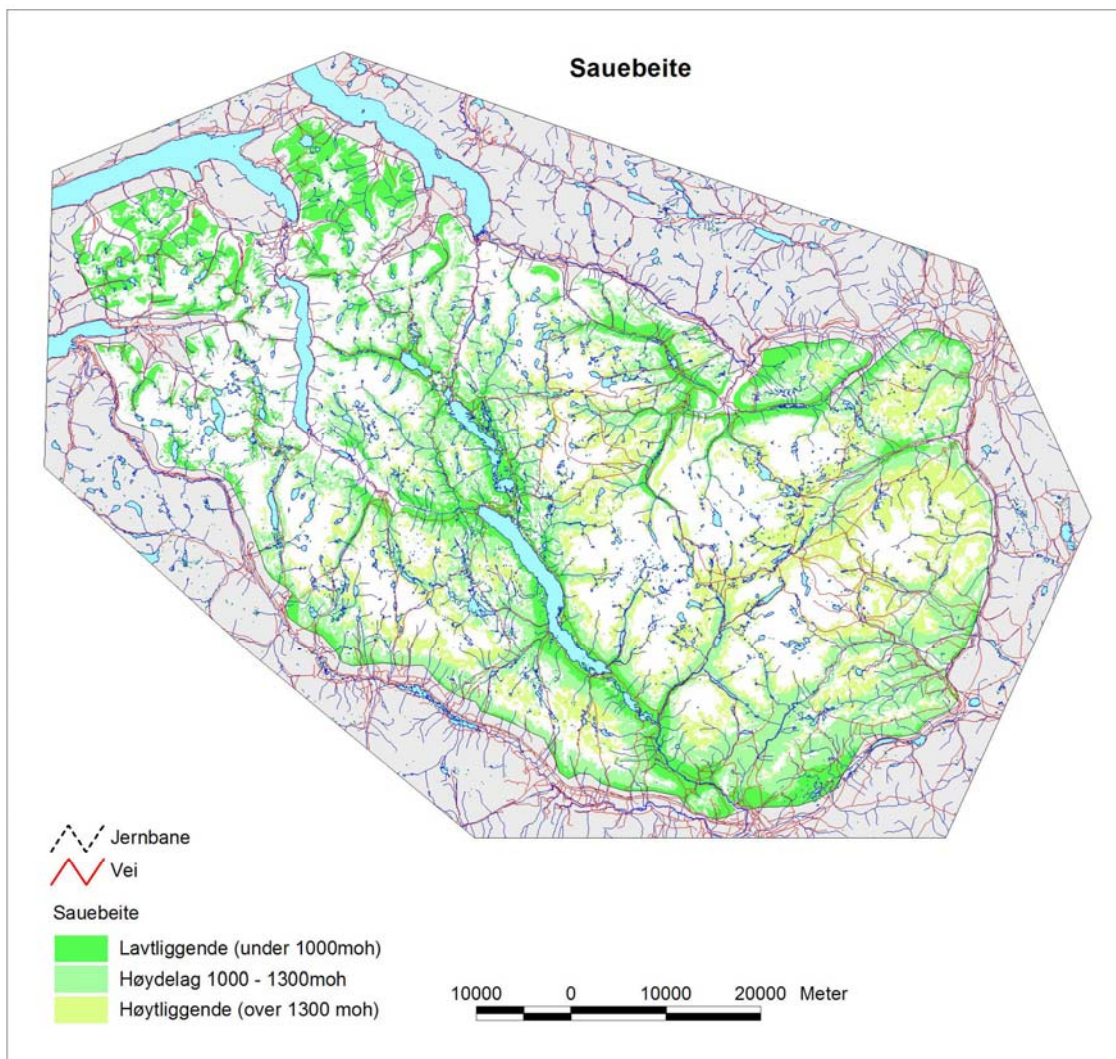 Sauebeite
Jernbane
Vei
Sauebeite
Lavtliggende (under 1000moh)
Høydelag 1000 - 1300moh
Høytliggende (over 1300 moh)
10000 0 10000 20000 Meter